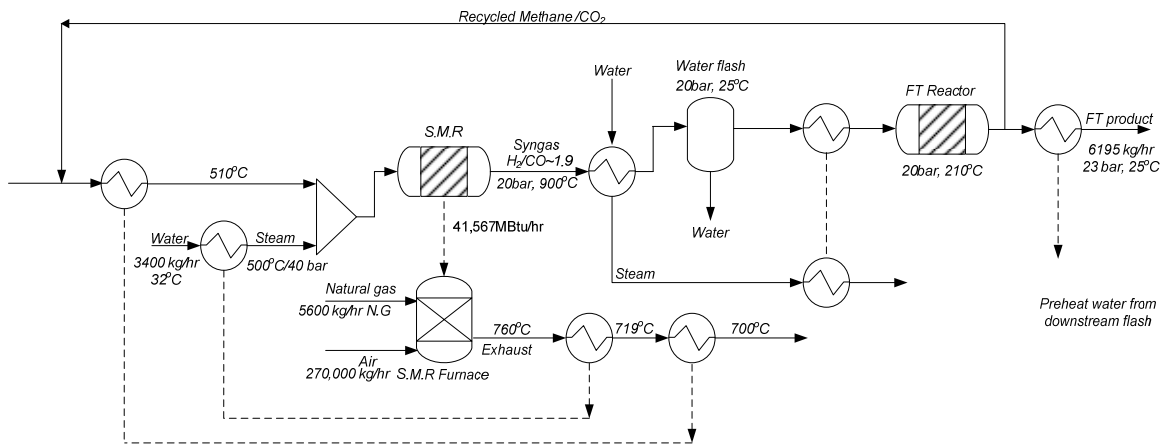 Recycled Methane/CO2
Water
Water flash
20bar, 25°C
FT Reactor
S.M.R
Syngas
H2/CO~1.9
20bar, 900°C
FT product
6195 kg/hr
23 bar, 25°C
510°C
20bar, 210°C
41,567MBtu/hr
Water
Water
3400 kg/hr
32°C
Steam
500°C/40 bar
Steam
Natural gas
5600 kg/hr N.G
760°C
Exhaust
719°C
700°C
Air
270,000 kg/hr
S.M.R Furnace
Preheat water from
downstream flash